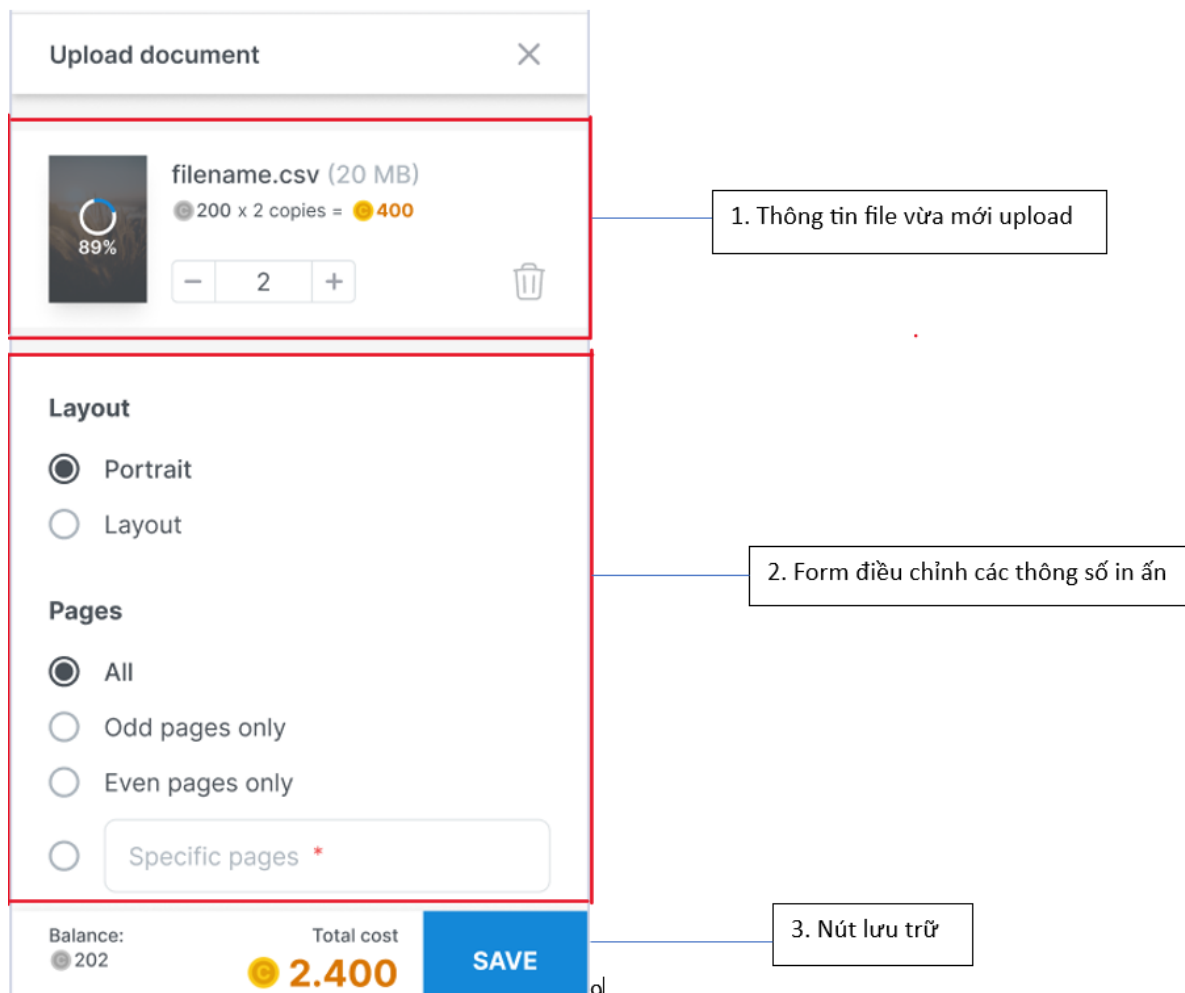 Upload document
filename.csv (20 MB)
200 x 2 copies = 400
89%
2
1. Thông tin file vừa mới upload
Layout
Portrait
Layout
2. Form điều chỉnh các thông số in ấn
Pages
All
Odd pages only
Even pages only
Specific pages *
Balance:
202
Total cost
2.400
SAVE
3. Nút lưu trữ